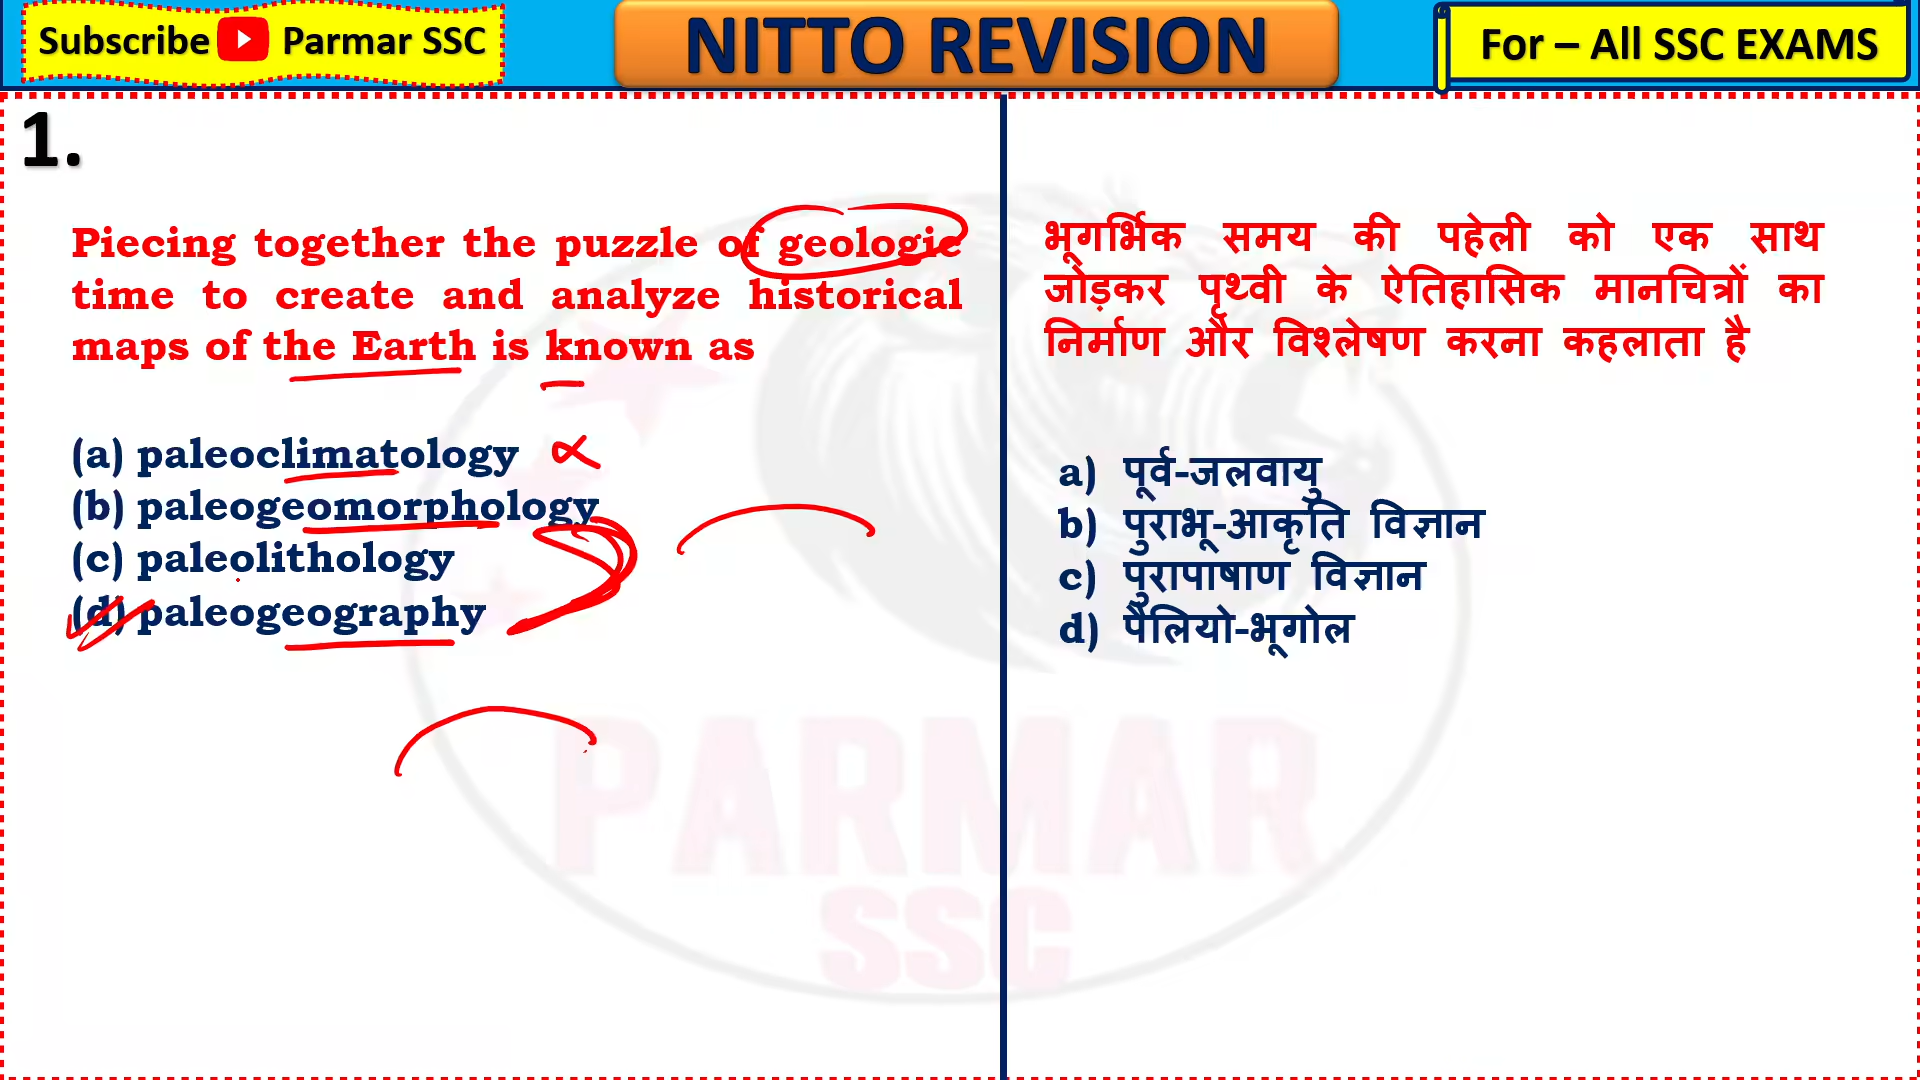 Subscribe Parmar SSC
NITTO REVISION
For – All SSC EXAMS
1.
Piecing together the puzzle of geologic
time to create and analyze historical
maps of the Earth is known as
(a) paleoclimatology
(b) paleogeomorphology
(c) paleolithology
(d) paleogeography
भूगर्भिक समय की पहेली को एक साथ
जोड़कर पृथ्वी के ऐतिहासिक मानचित्रों का
निर्माण और विश्लेषण करना कहलाता है
a) पूर्व-जलवायु
b) पुराभू-आकृति विज्ञान
c) पुरापाषाण विज्ञान
d) पैलियो-भूगोल
PARMAR
SSC